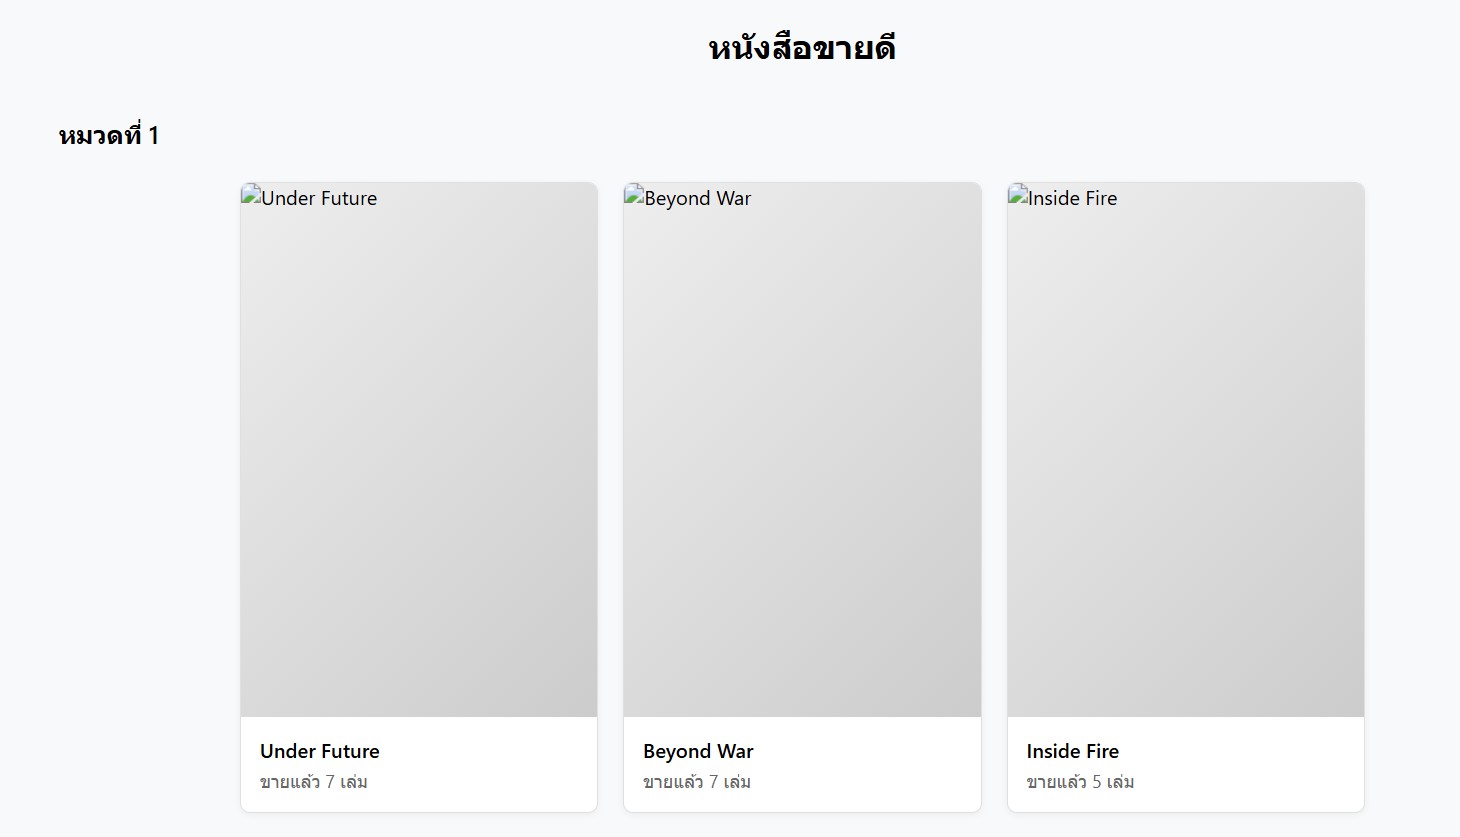 หนังสือขายดี
หมวดที่ 1
Under Future
Beyond War
Inside Fire
Under Future
ขายแล้ว 7 เล่ม
Beyond War
ขายแล้ว 7 เล่ม
Inside Fire
ขายแล้ว 5 เล่ม